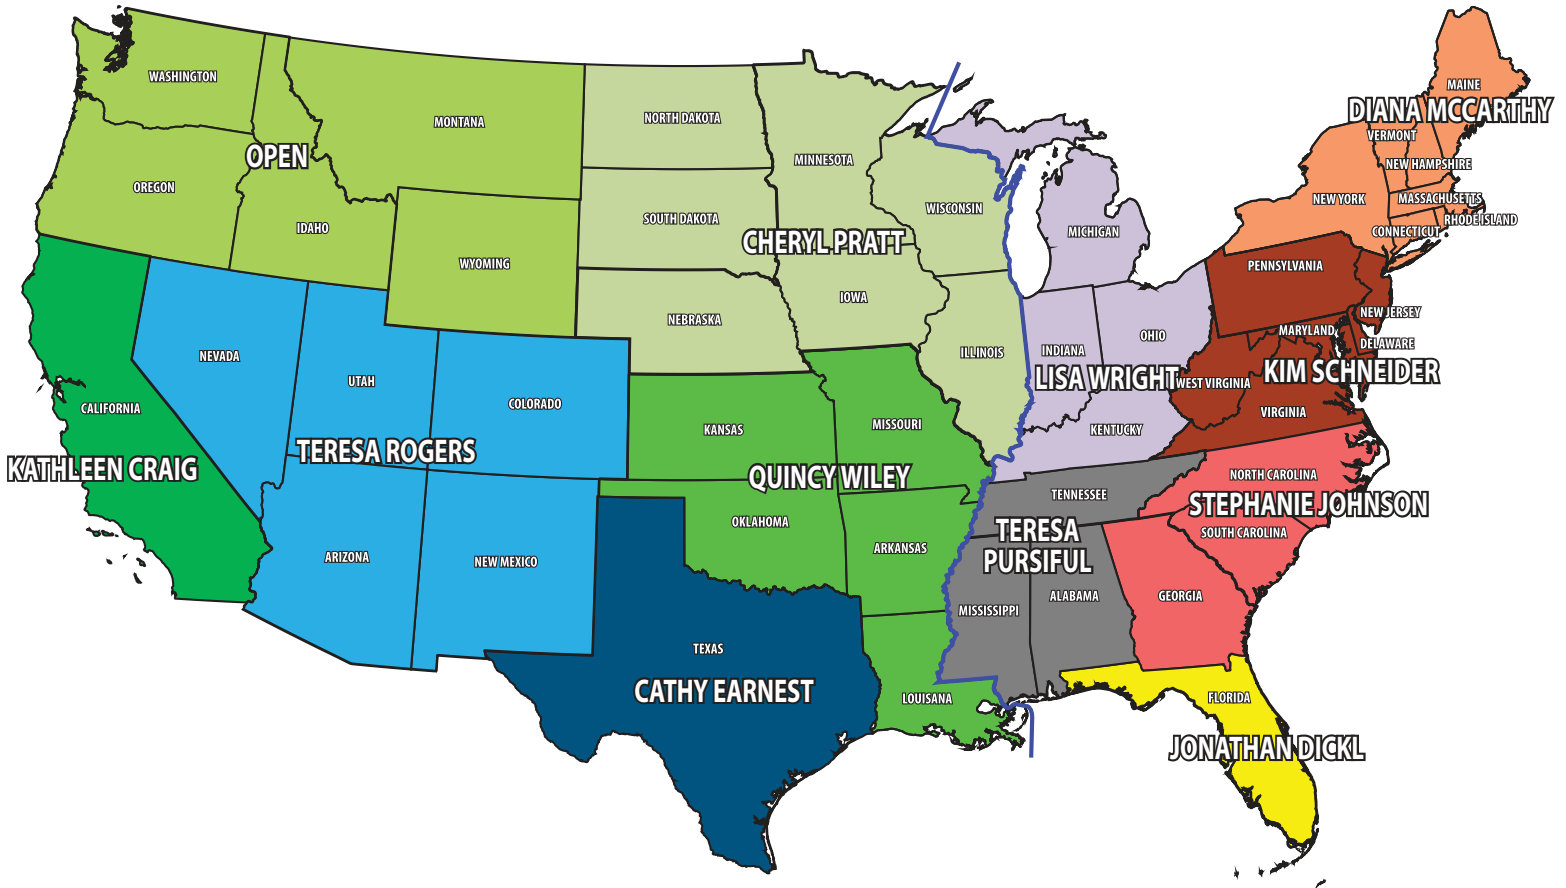 WASHINGTON
MONTANA
NORTH DAKOTA
MINNESOTA
MAINE
DIANA MCCARTHY
VERMONT
NEW HAMPSHIRE
OPEN
OREGON
IDAHO
WYOMING
SOUTH DAKOTA
CHERYL PRATT
WISCONSIN
MICHIGAN
NEW YORK
MASSACHUSETTS
RHODE ISLAND
CONNECTICUT
PENNSYLVANIA
IOWA
NEBRASKA
NEW JERSEY
MARYLAND
DELAWARE
NEVADA
UTAH
COLORADO
ILLINOIS
INDIANA
OHIO
LISA WRIGHT
WEST VIRGINIA
KIM SCHNEIDER
VIRGINIA
CALIFORNIA
KANSAS
MISSOURI
KENTUCKY
KATHLEEN CRAIG
TERESA ROGERS
QUINCY WILEY
NORTH CAROLINA
TENNESSEE
STEPHANIE JOHNSON
OKLAHOMA
TERESA
PURSIFUL
SOUTH CAROLINA
ARIZONA
NEW MEXICO
ARKANSAS
MISSISSIPPI
ALABAMA
GEORGIA
TEXAS
CATHY EARNEST
LOUISANA
FLORIDA
JONATHAN DICKL